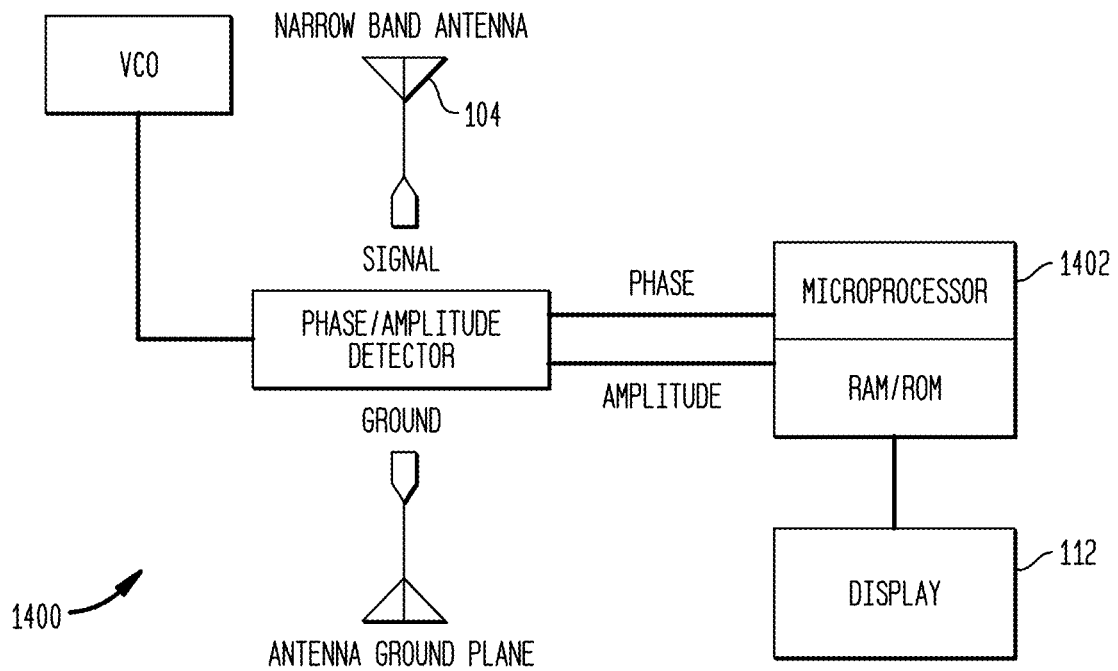 NARROW BAND ANTENNA
VCO
104
SIGNAL
PHASE/AMPLITUDE
DETECTOR
GROUND
PHASE
AMPLITUDE
MICROPROCESSOR
1402
RAM/ROM
DISPLAY
112
1400
ANTENNA GROUND PLANE